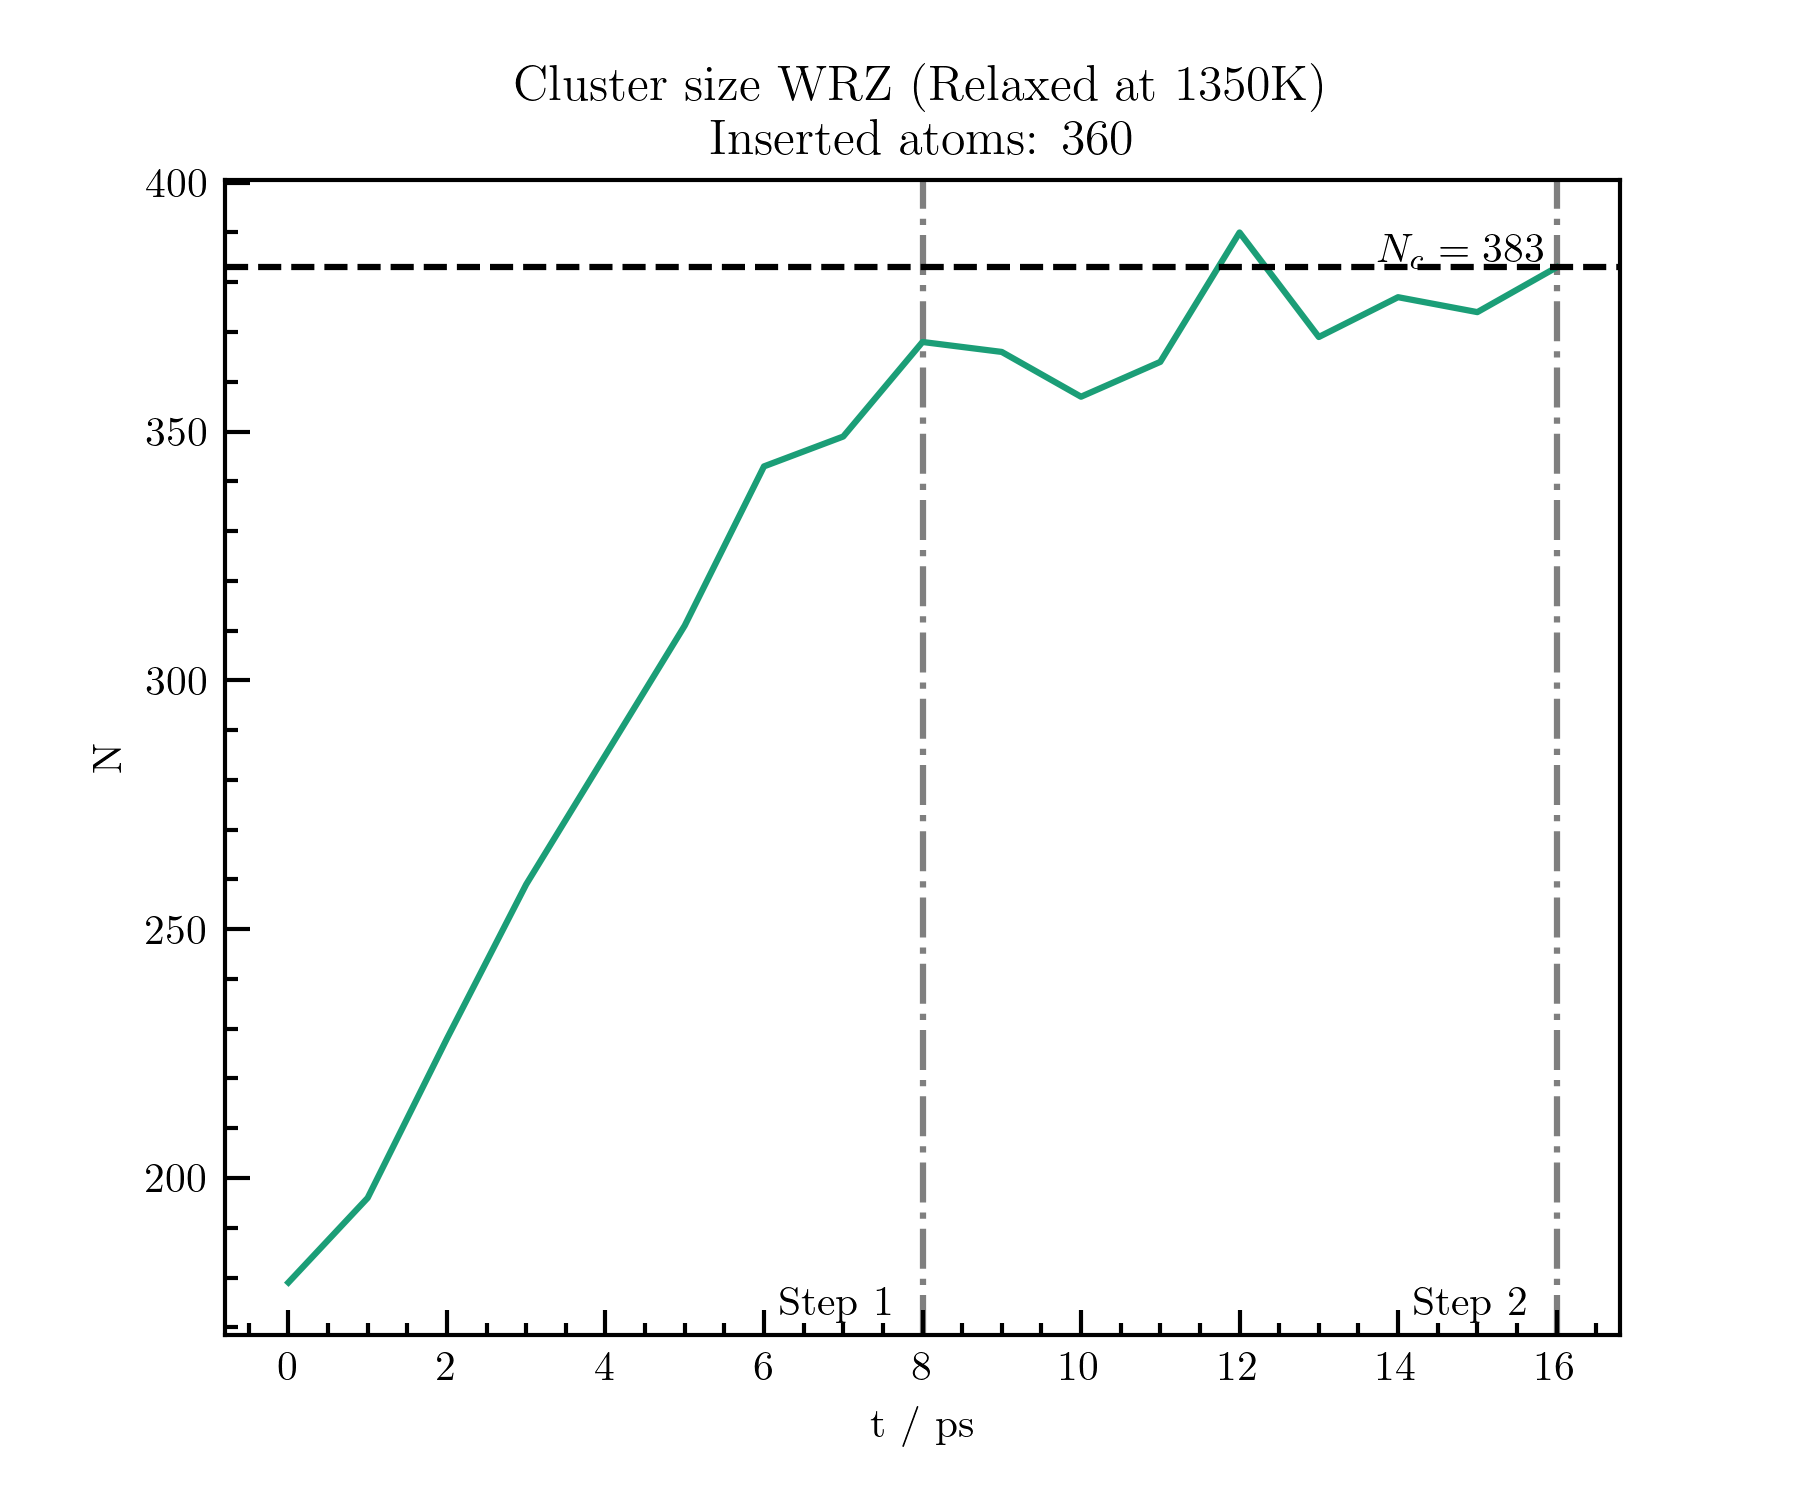 Cluster size WRZ (Relaxed at 1350K)
Inserted atoms: 360
400
350
300
250
200
N
N_c = 383
Step 1
Step 2
0 2 4 6 8 10 12 14 16
t / ps